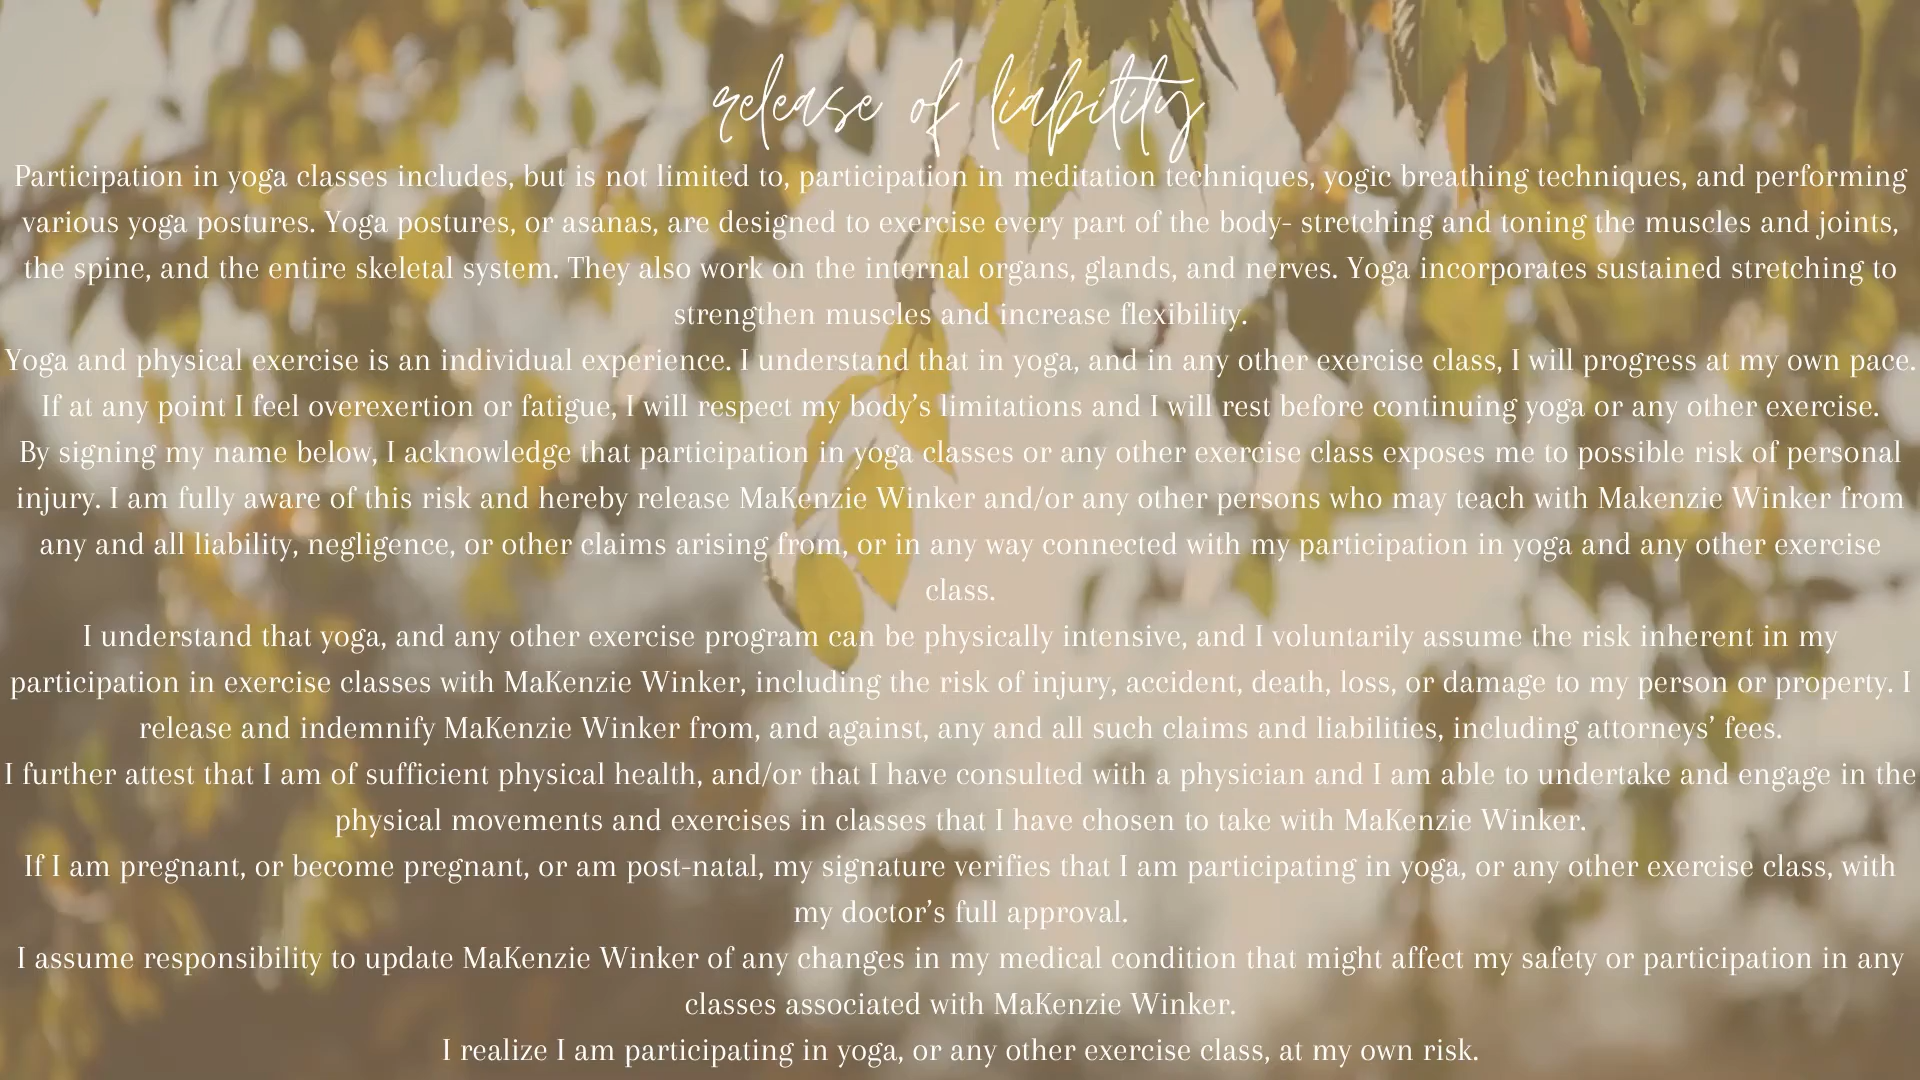 release of liability
Participation in yoga classes includes, but is not limited to, participation in meditation techniques, yogic breathing techniques, and performing
various yoga postures. Yoga postures, or asanas, are designed to exercise every part of the body- stretching and toning the muscles and joints,
the spine, and the entire skeletal system. They also work on the internal organs, glands, and nerves. Yoga incorporates sustained stretching to
strengthen muscles and increase flexibility.
Yoga and physical exercise is an individual experience. I understand that in yoga, and in any other exercise class, I will progress at my own pace.
If at any point I feel overexertion or fatigue, I will respect my body’s limitations and I will rest before continuing yoga or any other exercise.
By signing my name below, I acknowledge that participation in yoga classes or any other exercise class exposes me to possible risk of personal
injury. I am fully aware of this risk and hereby release MaKenzie Winker and/or any other persons who may teach with Makenzie Winker from
any and all liability, negligence, or other claims arising from, or in any way connected with my participation in yoga and any other exercise
class.
I understand that yoga, and any other exercise program can be physically intensive, and I voluntarily assume the risk inherent in my
participation in exercise classes with MaKenzie Winker, including the risk of injury, accident, death, loss, or damage to my person or property. I
release and indemnify MaKenzie Winker from, and against, any and all such claims and liabilities, including attorneys’ fees.
I further attest that I am of sufficient physical health, and/or that I have consulted with a physician and I am able to undertake and engage in the
physical movements and exercises in classes that I have chosen to take with MaKenzie Winker.
If I am pregnant, or become pregnant, or am post-natal, my signature verifies that I am participating in yoga, or any other exercise class, with
my doctor’s full approval.
I assume responsibility to update MaKenzie Winker of any changes in my medical condition that might affect my safety or participation in any
classes associated with MaKenzie Winker.
I realize I am participating in yoga, or any other exercise class, at my own risk.